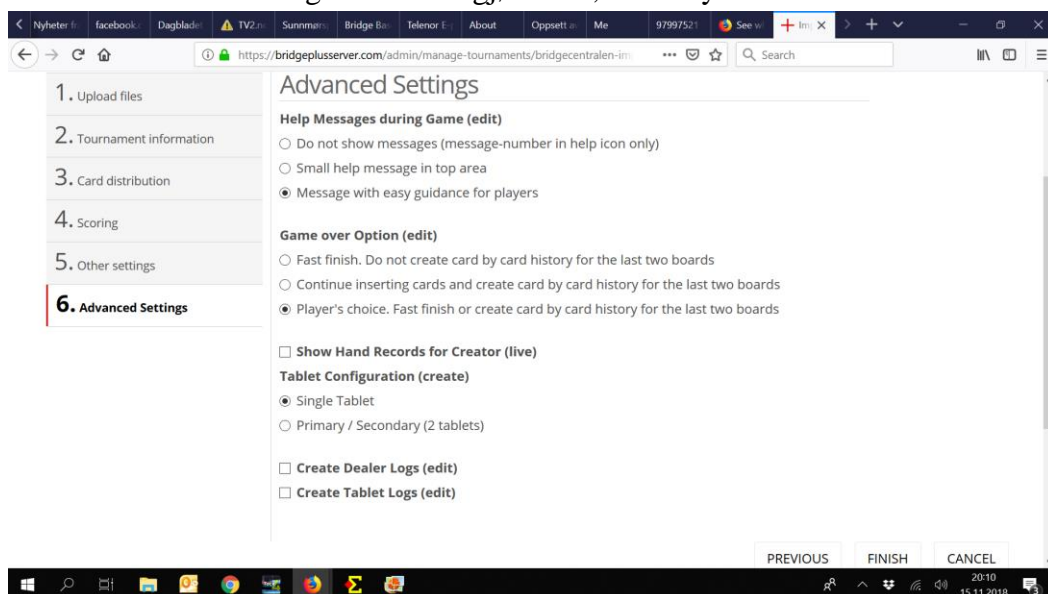 Nyheter fo
facebook.c
Dagbladet
TV2.no
Sunnmørsp
Bridge Bas
Telenor E-p
About
Oppsett av
Me
97997521
See wi
Im
https://bridgeplusserver.com/admin/manage-tournaments/bridgecentralen-im
Search
1. Upload files
2. Tournament information
3. Card distribution
4. Scoring
5. Other settings
6. Advanced Settings
Advanced Settings
Help Messages during Game (edit)
Do not show messages (message-number in help icon only)
Small help message in top area
Message with easy guidance for players
Game over Option (edit)
Fast finish. Do not create card by card history for the last two boards
Continue inserting cards and create card by card history for the last two boards
Player's choice. Fast finish or create card by card history for the last two boards
Show Hand Records for Creator (live)
Tablet Configuration (create)
Single Tablet
Primary / Secondary (2 tablets)
Create Dealer Logs (edit)
Create Tablet Logs (edit)
PREVIOUS FINISH CANCEL
20:10
15.11.2018